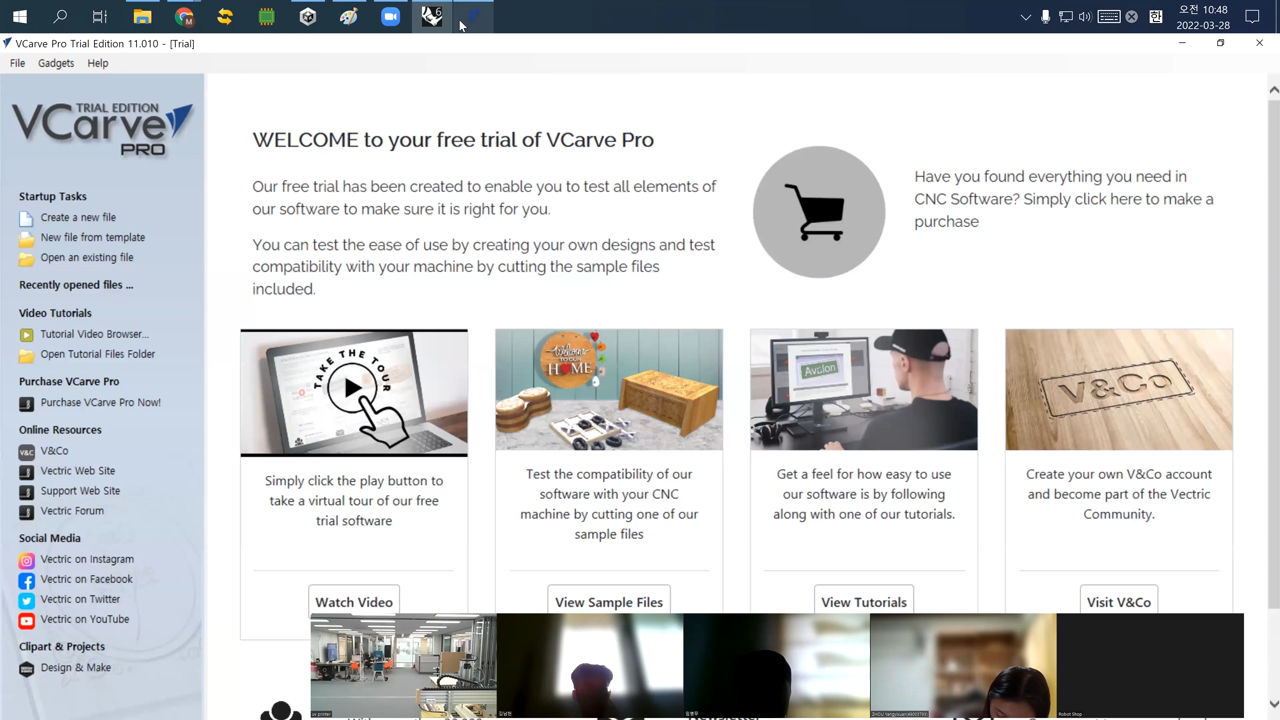 오전 10:48
2022-03-28
VCarve Pro Trial Edition 11.010 - [Trial]
File Gadgets Help
TRIAL EDITION
VCarve
PRO
Startup Tasks
Create a new file
New file from template
Open an existing file
Recently opened files ...
Video Tutorials
Tutorial Video Browser...
Open Tutorial Files Folder
Purchase VCarve Pro
Purchase VCarve Pro Now!
Online Resources
V&Co
Vectric Web Site
Support Web Site
Vectric Forum
Social Media
Vectric on Instagram
Vectric on Facebook
Vectric on Twitter
Vectric on YouTube
Clipart & Projects
Design & Make
WELCOME to your free trial of VCarve Pro
Our free trial has been created to enable you to test all elements of
our software to make sure it is right for you.
You can test the ease of use by creating your own designs and test
compatibility with your machine by cutting the sample files
included.
Have you found everything you need in
CNC Software? Simply click here to make a
purchase
TAKE THE TOUR
Simply click the play button to
take a virtual tour of our free
trial software
Watch Video
Welcome
TO OUR
HOME
Test the compatibility of our
software with your CNC
machine by cutting one of our
sample files
View Sample Files
Avalon
Get a feel for how easy to use
our software is by following
along with one of our tutorials.
View Tutorials
V&Co
Create your own V&Co account
and become part of the Vectric
Community.
Visit V&Co
Robot Shop